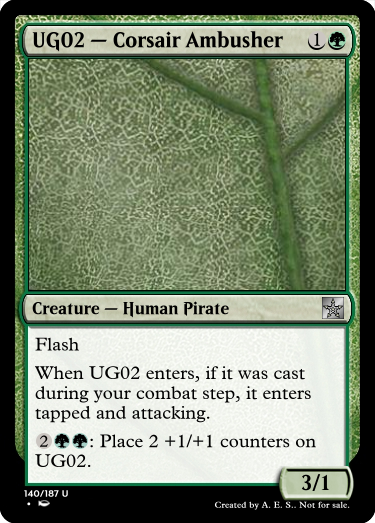 UG02 — Corsair Ambusher 1
Creature — Human Pirate
Flash
When UG02 enters, if it was cast
during your combat step, it enters
tapped and attacking.
2: Place 2 +1/+1 counters on
UG02.
3/1
140/187 U
Created by A. E. S.. Not for sale.